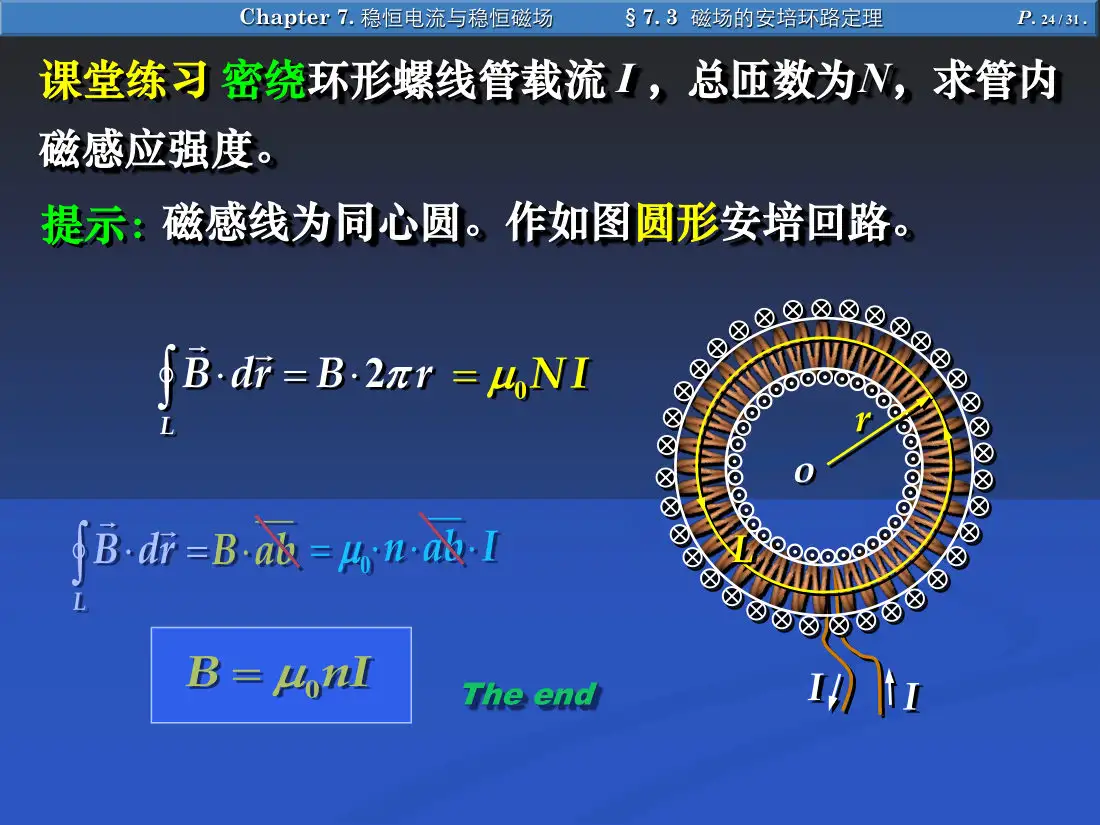 Chapter 7. 稳恒电流与稳恒磁场 §7.3 磁场的安培环路定理 P. 24/31.
课堂练习 密绕环形螺线管载流 I ，总匝数为N，求管内
磁感应强度。
提示：磁感线为同心圆。作如图圆形安培回路。
∮_L B⃗·dr⃗ = B·2πr = μ₀NI
r
o
L
∮_L B⃗·dr⃗ = B·ab̅ = μ₀·n·ab̅·I
B = μ₀nI
The end
I I